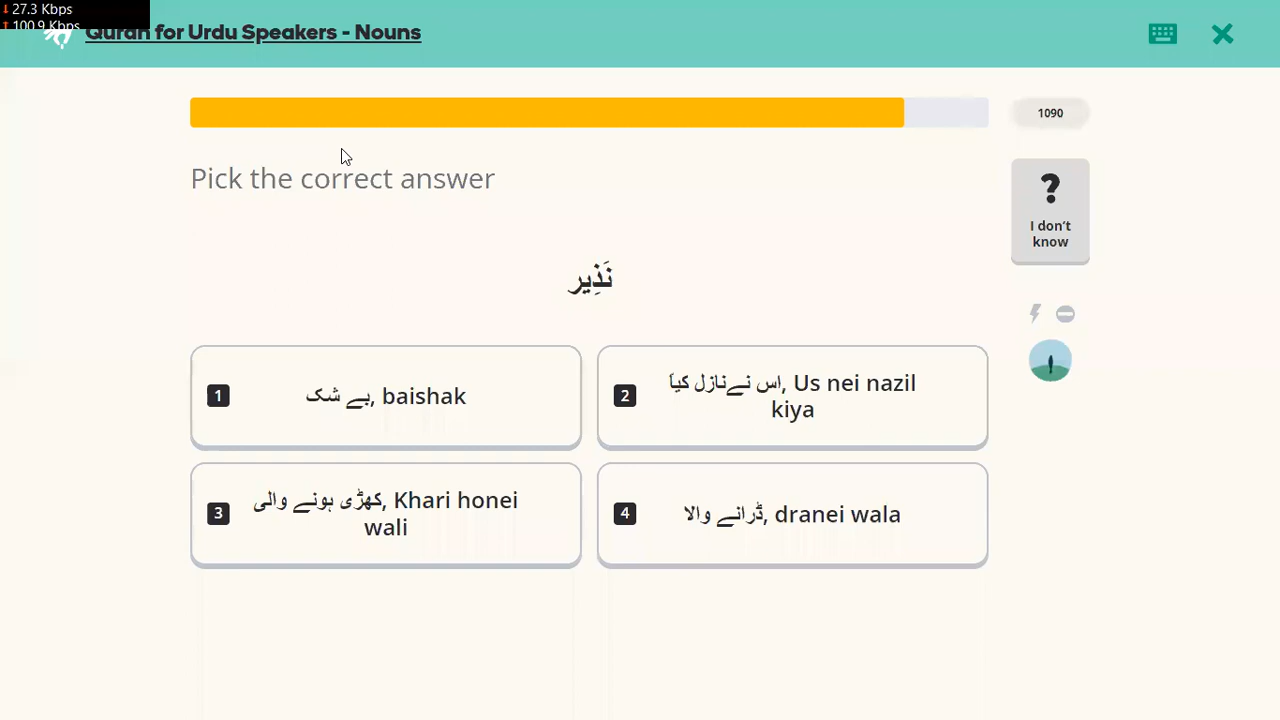 ↓ 27.3 Kbps
↑ 100.9 Kbps
Quran for Urdu Speakers - Nouns
1090
Pick the correct answer
?
I don't
know
نَذِير
1 بے شک, baishak
2 اس نےنازل کیاَ, Us nei nazil
kiya
3 کھڑی ہونے والی, Khari honei
wali
4 ڈرانے والا, dranei wala